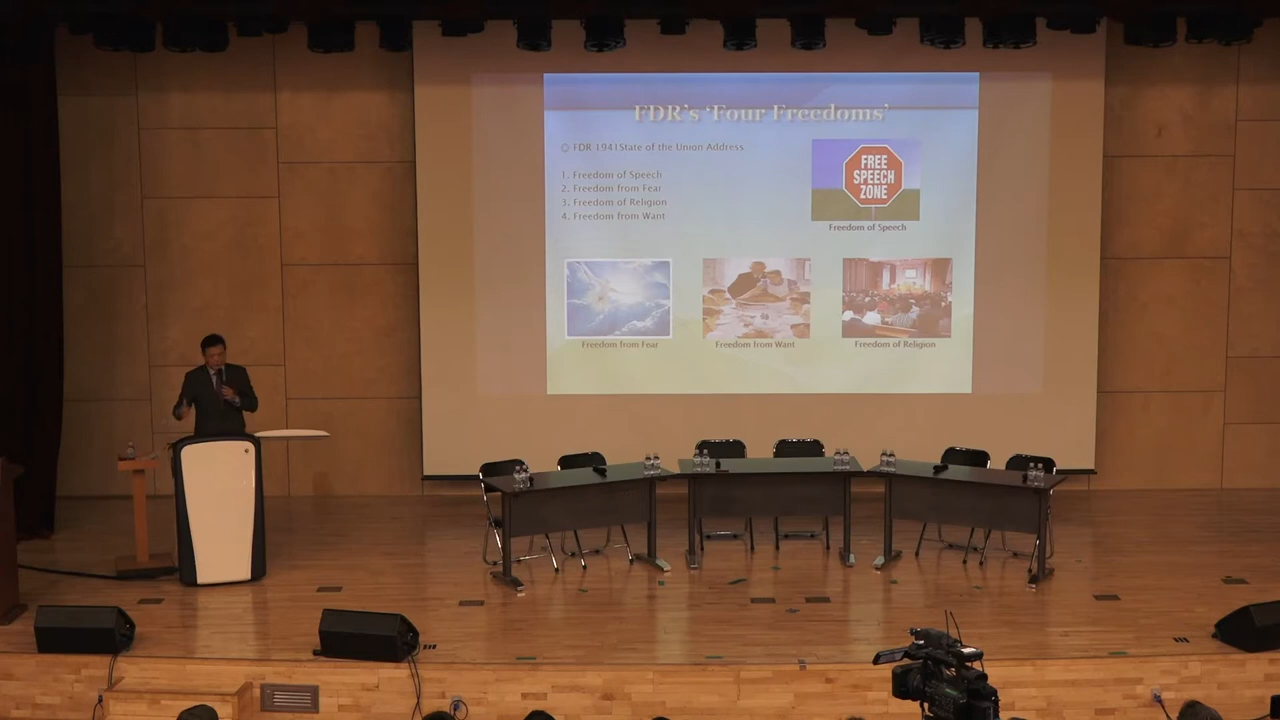 FDR's 'Four Freedoms'
◎ FDR 1941State of the Union Address
1. Freedom of Speech
2. Freedom from Fear
3. Freedom of Religion
4. Freedom from Want
FREE
SPEECH
ZONE
Freedom of Speech
Freedom from Fear
Freedom from Want
Freedom of Religion